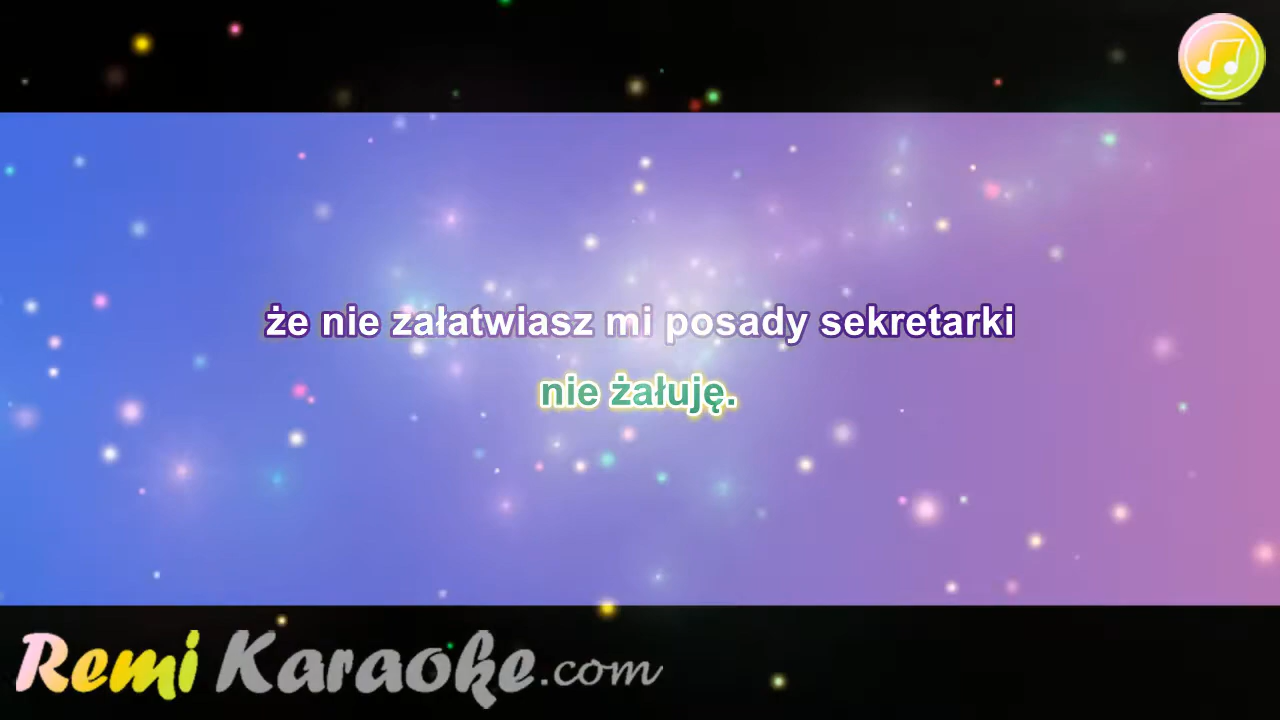 że nie załatwiasz mi posady sekretarki
nie żałuję.
Remi Karaoke.com